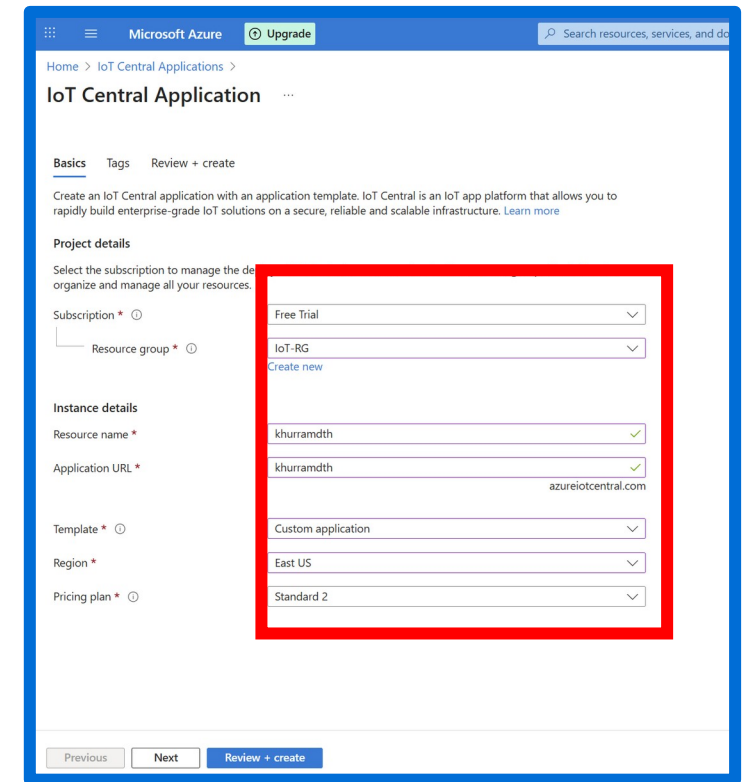 Microsoft Azure Upgrade Search resources, services, and do
Home > IoT Central Applications >
IoT Central Application ...
Basics Tags Review + create
Create an IoT Central application with an application template. IoT Central is an IoT app platform that allows you to
rapidly build enterprise-grade IoT solutions on a secure, reliable and scalable infrastructure. Learn more
Project details
Select the subscription to manage the de
organize and manage all your resources.
Subscription * Free Trial
Resource group * IoT-RG
Create new
Instance details
Resource name * khurramdth
Application URL * khurramdth
azureiotcentral.com
Template * Custom application
Region * East US
Pricing plan * Standard 2
Previous Next Review + create